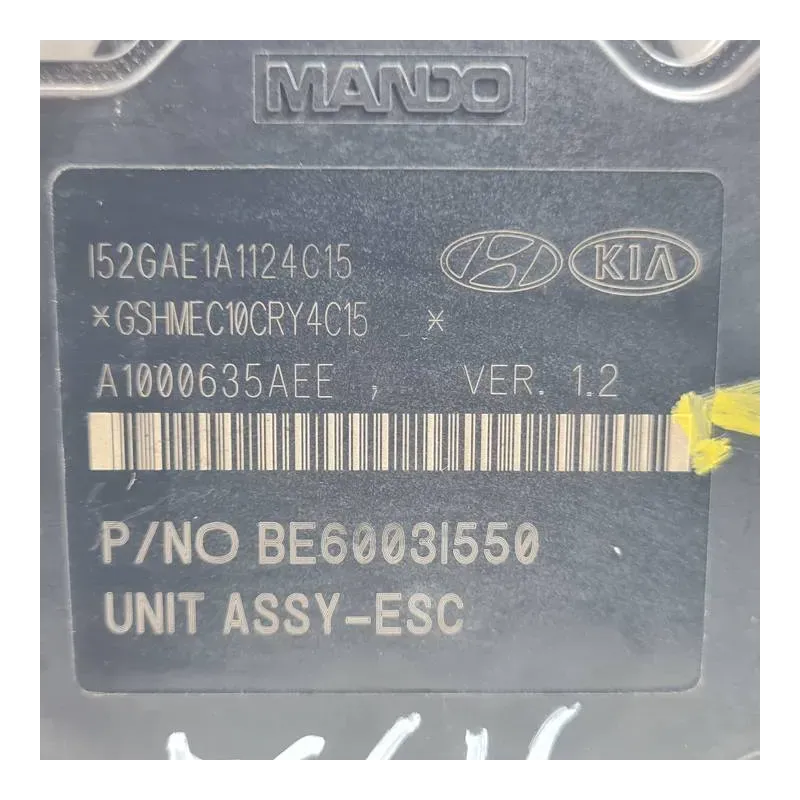 MANDO
I52GAE1A1124C15
KIA
*GSHMEC10CRY4C15 *
A1000635AEE , VER. 1.2
P/NO BE6003I550
UNIT ASSY-ESC